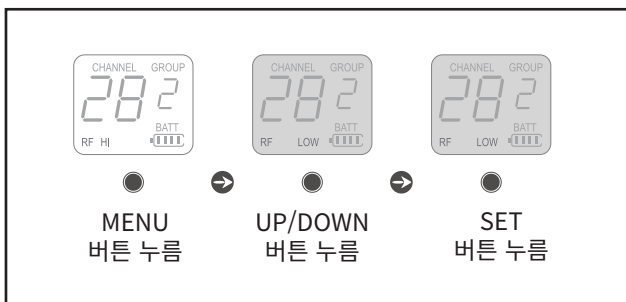 CHANNEL GROUP
28 2
BATT
RF HI
CHANNEL GROUP
28 2
BATT
RF LOW
CHANNEL GROUP
28 2
BATT
RF LOW
MENU
버튼 누름
UP/DOWN
버튼 누름
SET
버튼 누름